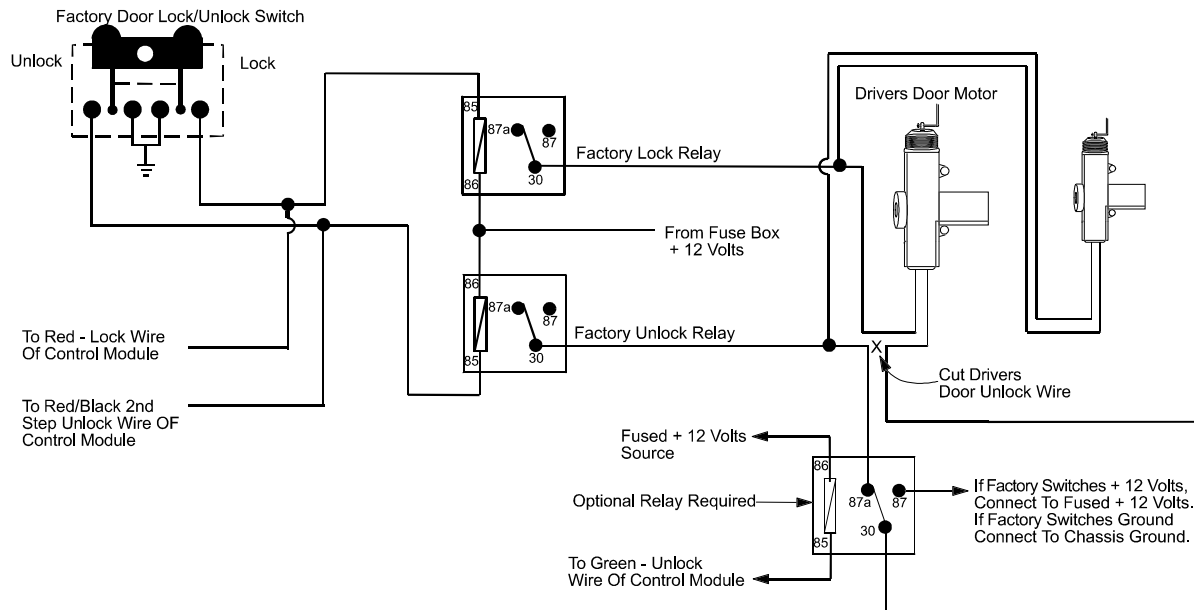 Factory Door Lock/Unlock Switch
Unlock
Lock
85
87a
87
30
86
Factory Lock Relay
Drivers Door Motor
From Fuse Box
+ 12 Volts
86
87a
87
30
85
Factory Unlock Relay
X
Cut Drivers
Door Unlock Wire
To Red - Lock Wire
Of Control Module
To Red/Black 2nd
Step Unlock Wire OF
Control Module
Fused + 12 Volts
Source
Optional Relay Required
86
87a
87
30
85
If Factory Switches + 12 Volts,
Connect To Fused + 12 Volts.
If Factory Switches Ground
Connect To Chassis Ground.
To Green - Unlock
Wire Of Control Module